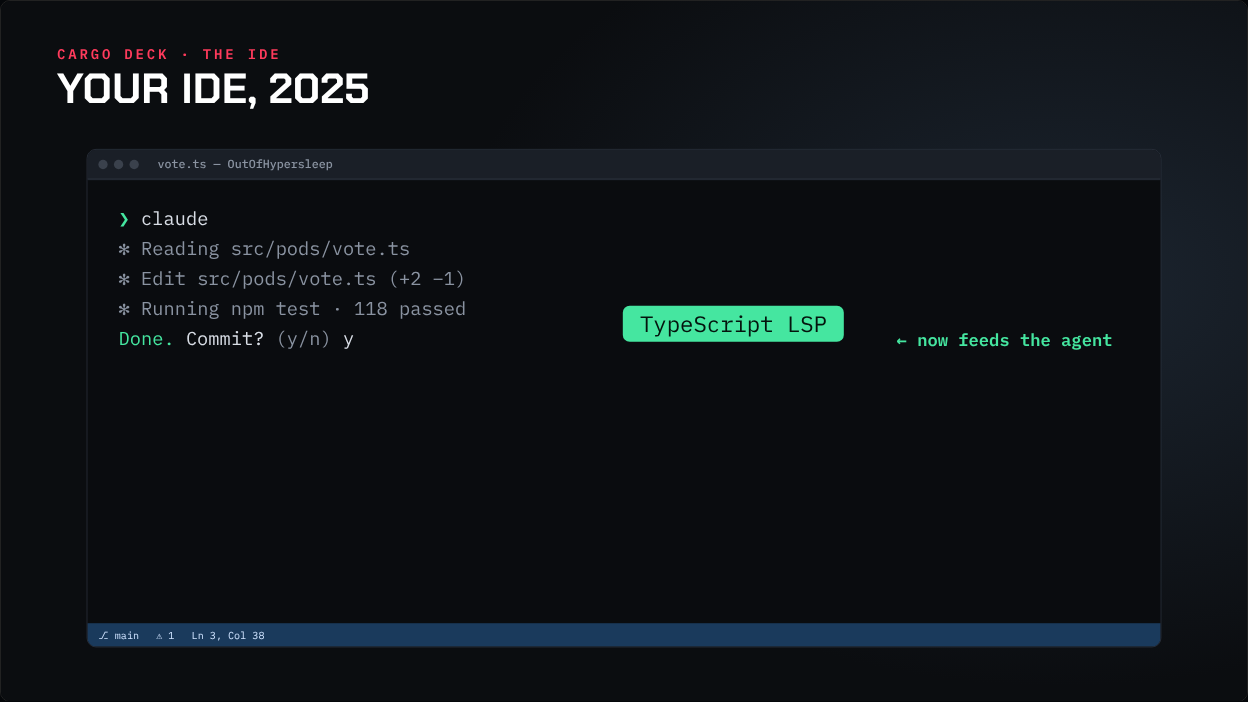 CARGO DECK · THE IDE
YOUR IDE, 2025
vote.ts — OutOfHypersleep
❯ claude
✻ Reading src/pods/vote.ts
✻ Edit src/pods/vote.ts (+2 −1)
✻ Running npm test · 118 passed
Done. Commit? (y/n) y
TypeScript LSP
← now feeds the agent
⎇ main ⚠ 1 Ln 3, Col 38